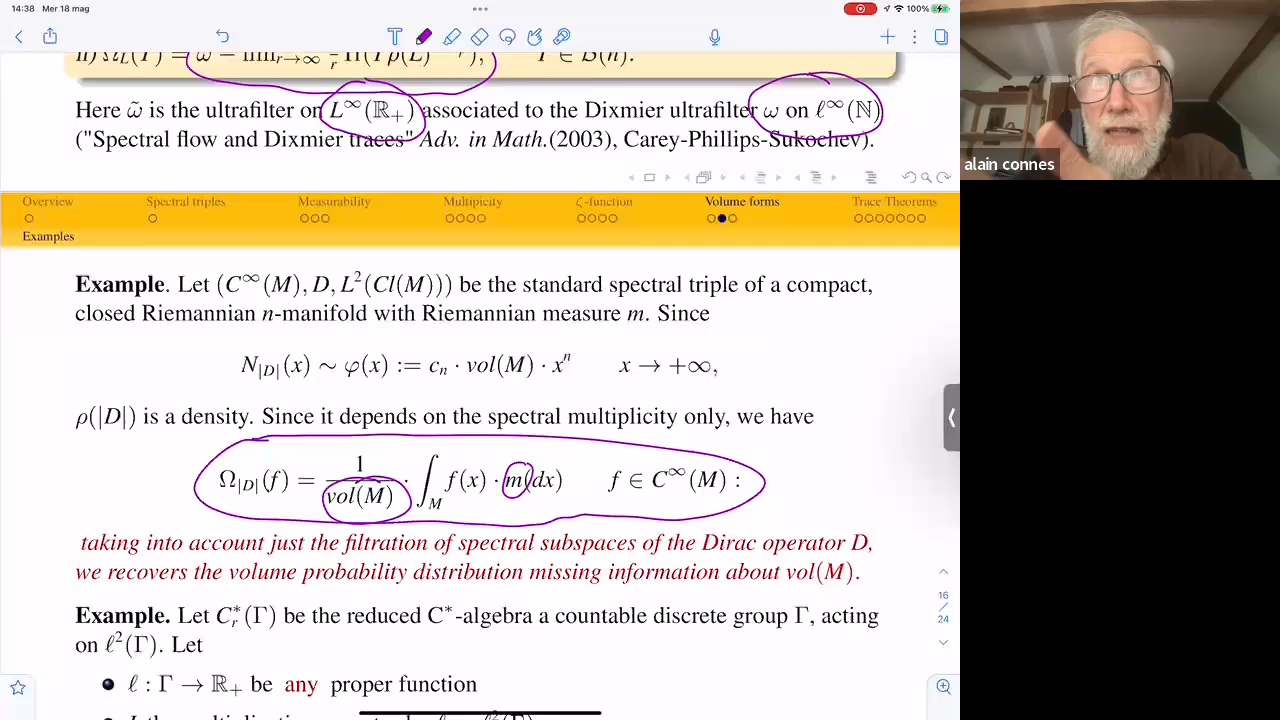 14:38 Mer 18 mag
100%
Here ω̃ is the ultrafilter on L^∞(ℝ₊) associated to the Dixmier ultrafilter ω on ℓ^∞(ℕ)
("Spectral flow and Dixmier traces" Adv. in Math.(2003), Carey-Phillips-Sukochev).
Overview Spectral triples Measurability Multipicity ζ-function Volume forms Trace Theorems
Examples
Example. Let (C^∞(M), D, L²(Cl(M))) be the standard spectral triple of a compact,
closed Riemannian n-manifold with Riemannian measure m. Since
N_{|D|}(x) ∼ φ(x) := c_n · vol(M) · x^n x → +∞,
ρ(|D|) is a density. Since it depends on the spectral multiplicity only, we have
Ω_{|D|}(f) = 1/vol(M) · ∫_M f(x) · m(dx) f ∈ C^∞(M) :
taking into account just the filtration of spectral subspaces of the Dirac operator D,
we recovers the volume probability distribution missing information about vol(M).
Example. Let C*_r(Γ) be the reduced C*-algebra a countable discrete group Γ, acting
on ℓ²(Γ). Let
ℓ : Γ → ℝ₊ be any proper function
16
/
24
alain connes